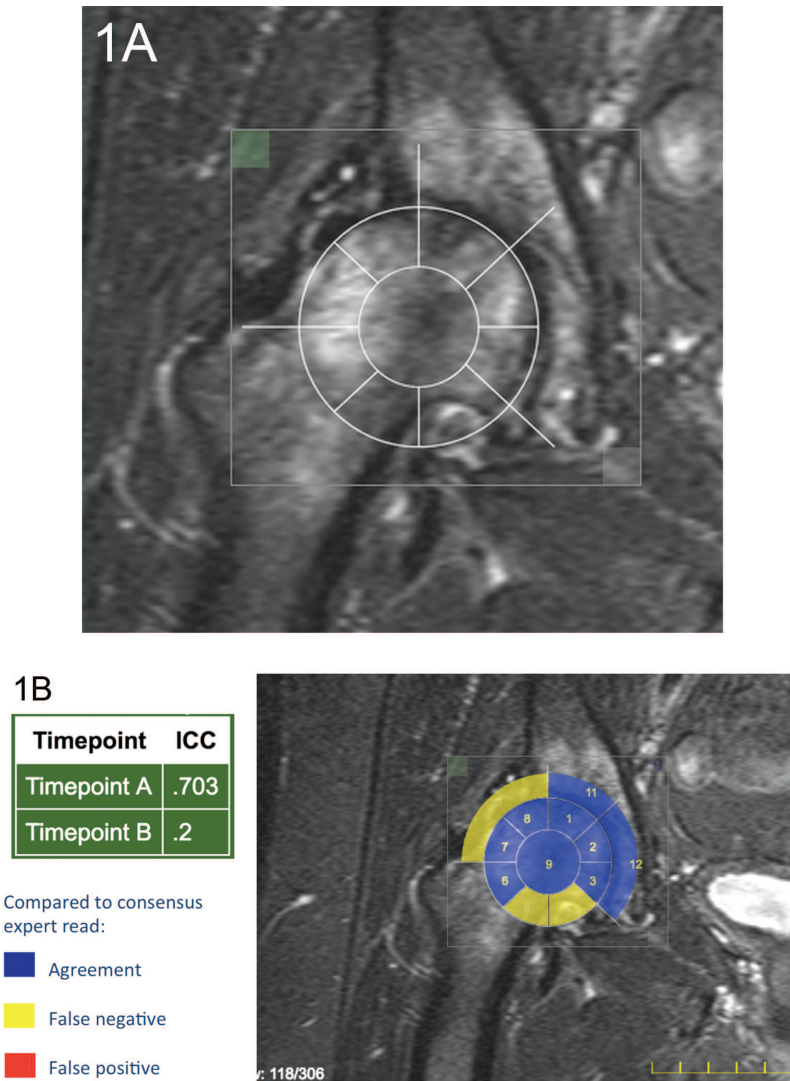 1A
1B
Timepoint ICC
Timepoint A .703
Timepoint B .2
Compared to consensus
expert read:
Agreement
False negative
False positive
11
8 1
7 2
9 12
6 3
v: 118/306